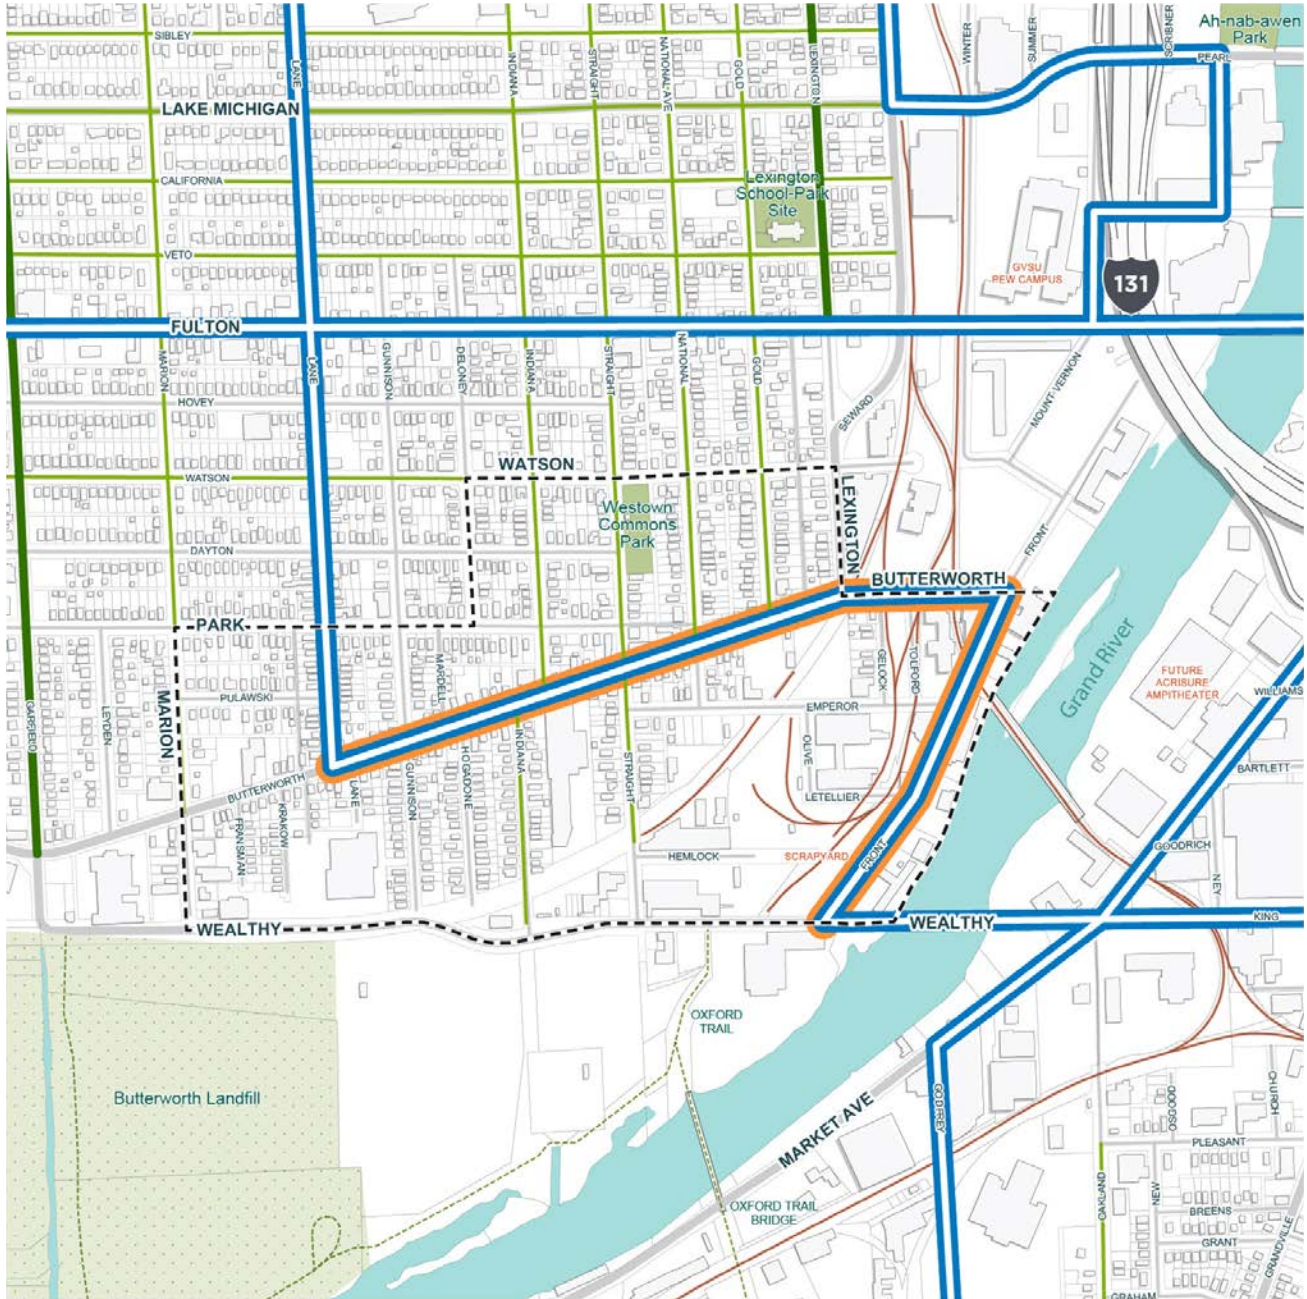 Ah-nab-awen
Park
SIBLEY
LANE
INDIANA
STRAIGHT
NATIONAL AVE
GOLD
LEXINGTON
WINTER
SUMMER
SCRIBNER
PEARL
LAKE MICHIGAN
CALIFORNIA
Lexington
School-Park
Site
VETO
GVSU
PEW CAMPUS
131
FULTON
MARION
LANE
GUNNISON
DELONEY
INDIANA
STRAIGHT
NATIONAL
GOLD
MOUNT VERNON
HOVEY
SEWARD
WATSON
WATSON
LEXINGTON
Westown
Commons
Park
DAYTON
FRONT
BUTTERWORTH
PARK
Grand River
MARION
PULAWSKI
MARDELL
GELOCK
TOLFORD
FUTURE
ACRISURE
AMPITHEATER
WILLIAMS
GARFIELD
LEYDEN
EMPEROR
INDIANA
STRAIGHT
OLIVE
BARTLETT
BUTTERWORTH
LANE
GUNNISON
HOGADONE
LETELLIER
KRAKOW
FRANSMAN
HEMLOCK
SCRAPYARD
FRONT
GOODRICH
NEY
WEALTHY
WEALTHY
KING
OXFORD
TRAIL
Butterworth Landfill
GODFREY
MARKET AVE
OSGOOD
CHURCH
PLEASANT
OAKLAND
NEW
BREENS
GRANT
GRANDVILLE
OXFORD TRAIL
BRIDGE
GRAHAM